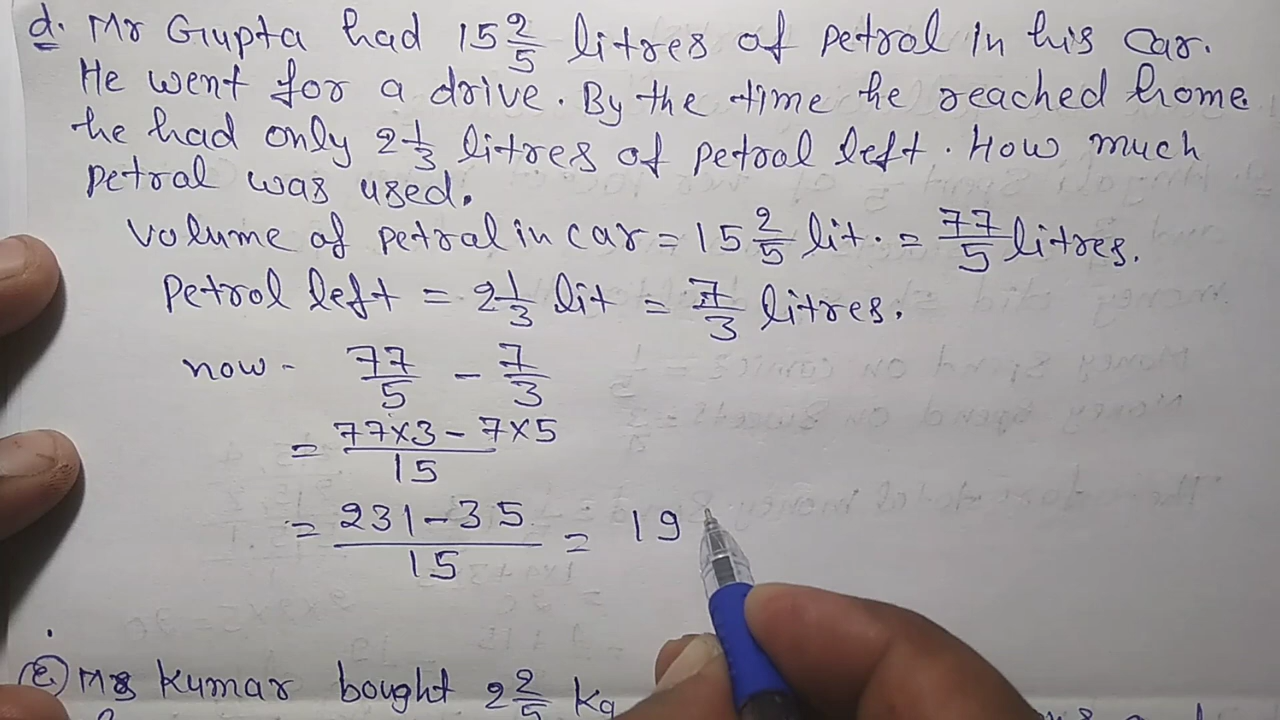 d. Mr Gupta had 15 2/5 litres of petrol in his car.
He went for a drive. By the time he reached home
he had only 2 1/3 litres of petrol left. How much
petral was used.
Volume of petral in car = 15 2/5 lit. = 77/5 litres.
Petrol left = 2 1/3 lit = 7/3 litres.
now - 77/5 - 7/3
= 77×3 - 7×5 / 15
= 231 - 35 / 15 = 19
(e.) Mrs Kumar bought 2 2/5 kg